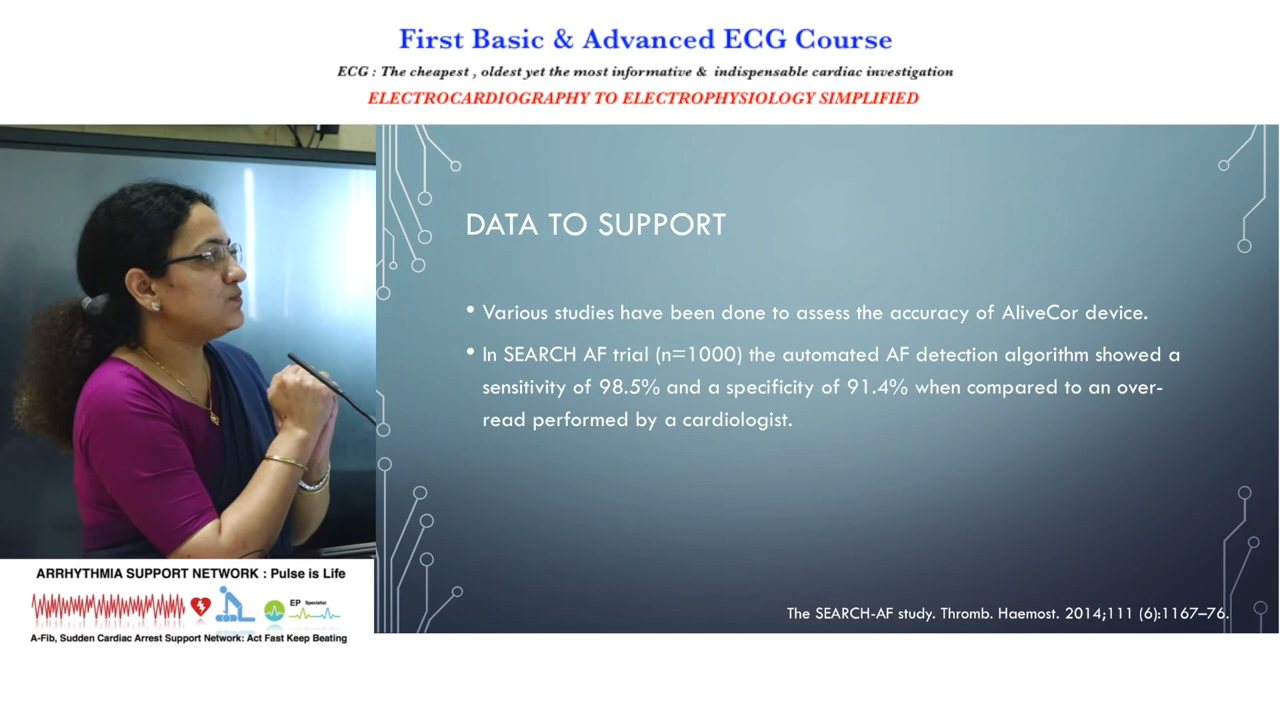 First Basic & Advanced ECG Course
ECG : The cheapest , oldest yet the most informative & indispensable cardiac investigation
ELECTROCARDIOGRAPHY TO ELECTROPHYSIOLOGY SIMPLIFIED
DATA TO SUPPORT
• Various studies have been done to assess the accuracy of AliveCor device.
• In SEARCH AF trial (n=1000) the automated AF detection algorithm showed a
sensitivity of 98.5% and a specificity of 91.4% when compared to an over-
read performed by a cardiologist.
The SEARCH-AF study. Thromb. Haemost. 2014;111 (6):1167–76.
ARRHYTHMIA SUPPORT NETWORK : Pulse is Life
EP Specialist
A-Fib, Sudden Cardiac Arrest Support Network: Act Fast Keep Beating